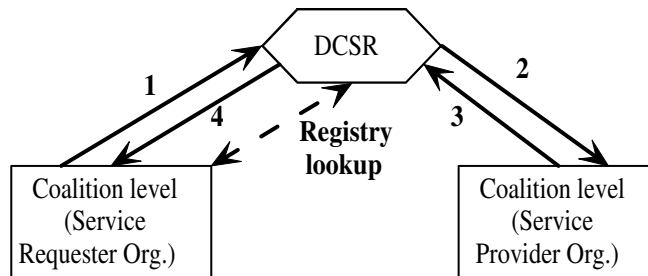 DCSR
1
2
4
3
Registry
lookup
Coalition level
(Service
Requester Org.)
Coalition level
(Service
Provider Org.)